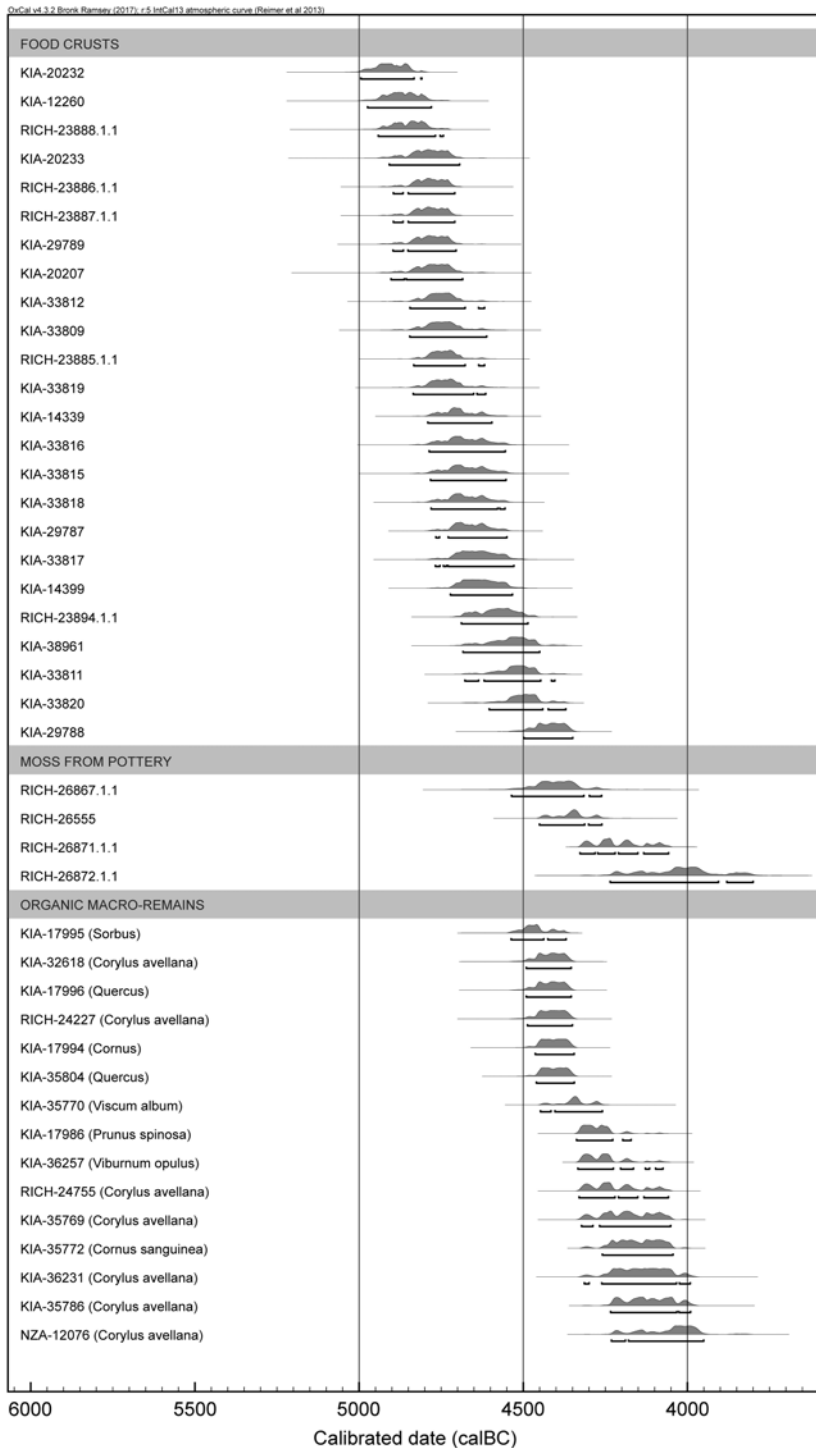 OxCal v4.3.2 Bronk Ramsey (2017); r:5 IntCal13 atmospheric curve (Reimer et al 2013)
FOOD CRUSTS
KIA-20232
KIA-12260
RICH-23888.1.1
KIA-20233
RICH-23886.1.1
RICH-23887.1.1
KIA-29789
KIA-20207
KIA-33812
KIA-33809
RICH-23885.1.1
KIA-33819
KIA-14339
KIA-33816
KIA-33815
KIA-33818
KIA-29787
KIA-33817
KIA-14399
RICH-23894.1.1
KIA-38961
KIA-33811
KIA-33820
KIA-29788
MOSS FROM POTTERY
RICH-26867.1.1
RICH-26555
RICH-26871.1.1
RICH-26872.1.1
ORGANIC MACRO-REMAINS
KIA-17995 (Sorbus)
KIA-32618 (Corylus avellana)
KIA-17996 (Quercus)
RICH-24227 (Corylus avellana)
KIA-17994 (Cornus)
KIA-35804 (Quercus)
KIA-35770 (Viscum album)
KIA-17986 (Prunus spinosa)
KIA-36257 (Viburnum opulus)
RICH-24755 (Corylus avellana)
KIA-35769 (Corylus avellana)
KIA-35772 (Cornus sanguinea)
KIA-36231 (Corylus avellana)
KIA-35786 (Corylus avellana)
NZA-12076 (Corylus avellana)
6000 5500 5000 4500 4000
Calibrated date (calBC)